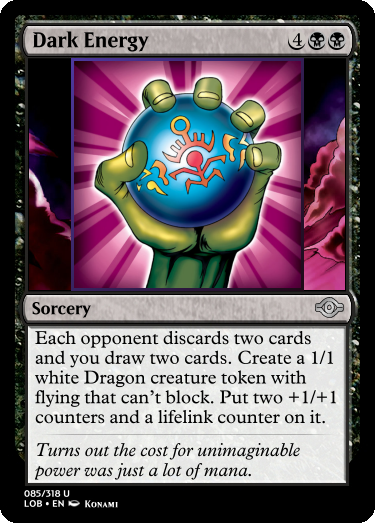 Dark Energy 4
Sorcery
Each opponent discards two cards
and you draw two cards. Create a 1/1
white Dragon creature token with
flying that can't block. Put two +1/+1
counters and a lifelink counter on it.
Turns out the cost for unimaginable
power was just a lot of mana.
085/318 U
LOB • EN Konami